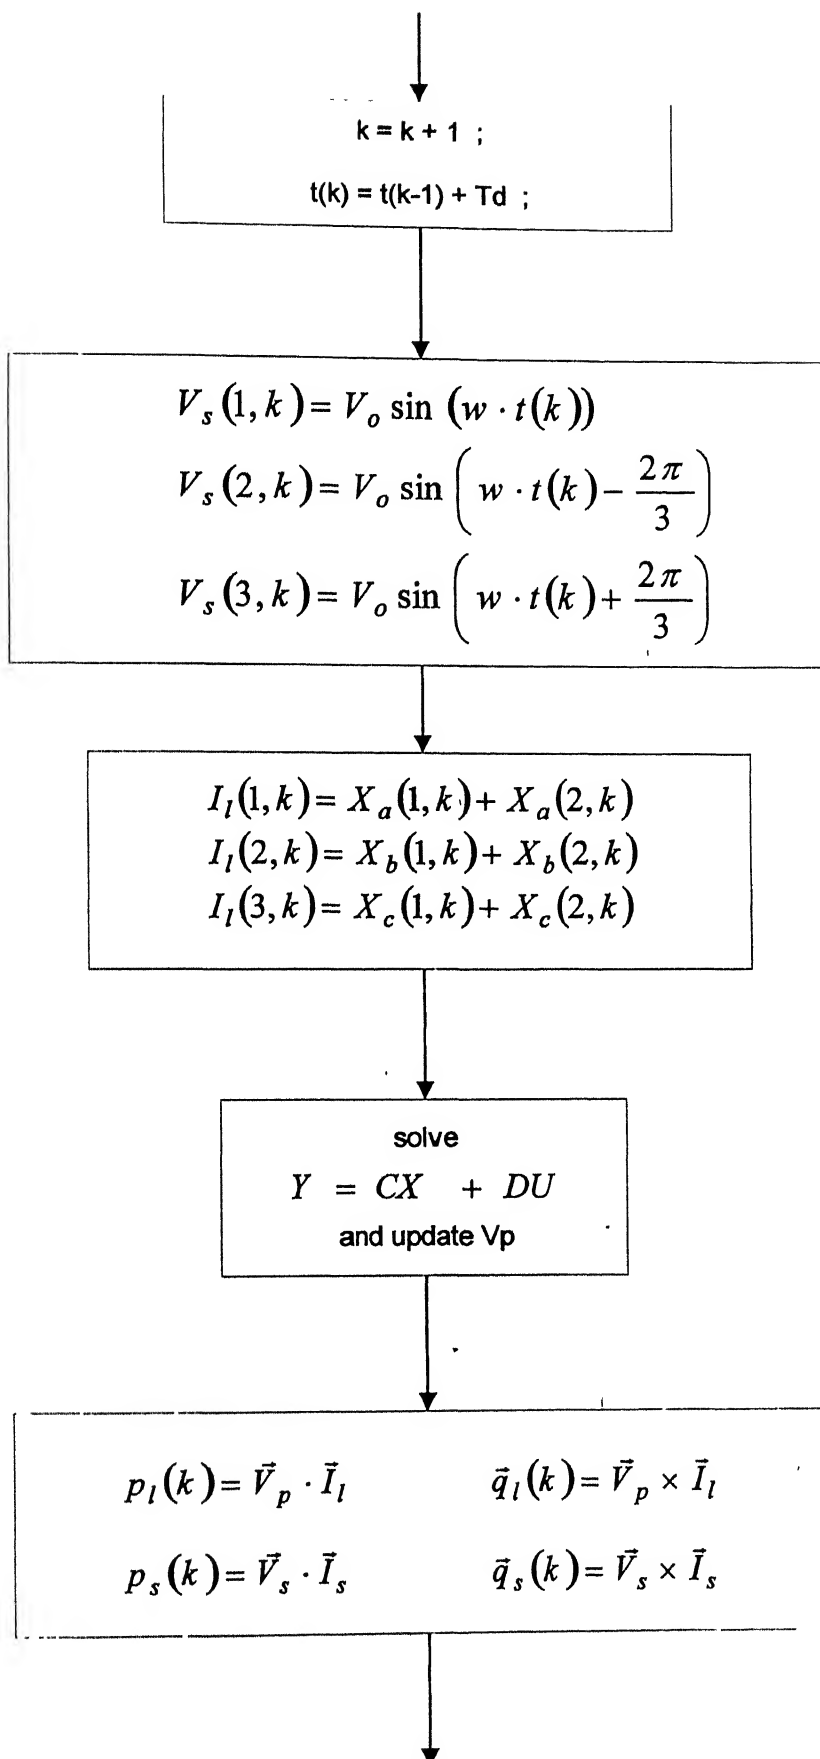 k = k + 1 ;
t(k) = t(k-1) + Td ;
V_s(1,k) = V_o sin (w · t(k))
V_s(2,k) = V_o sin ( w · t(k) − 2π/3 )
V_s(3,k) = V_o sin ( w · t(k) + 2π/3 )
I_l(1,k) = X_a(1,k) + X_a(2,k)
I_l(2,k) = X_b(1,k) + X_b(2,k)
I_l(3,k) = X_c(1,k) + X_c(2,k)
solve
Y = CX + DU
and update Vp
p_l(k) = V⃗_p · I⃗_l q⃗_l(k) = V⃗_p × I⃗_l
p_s(k) = V⃗_s · I⃗_s q⃗_s(k) = V⃗_s × I⃗_s